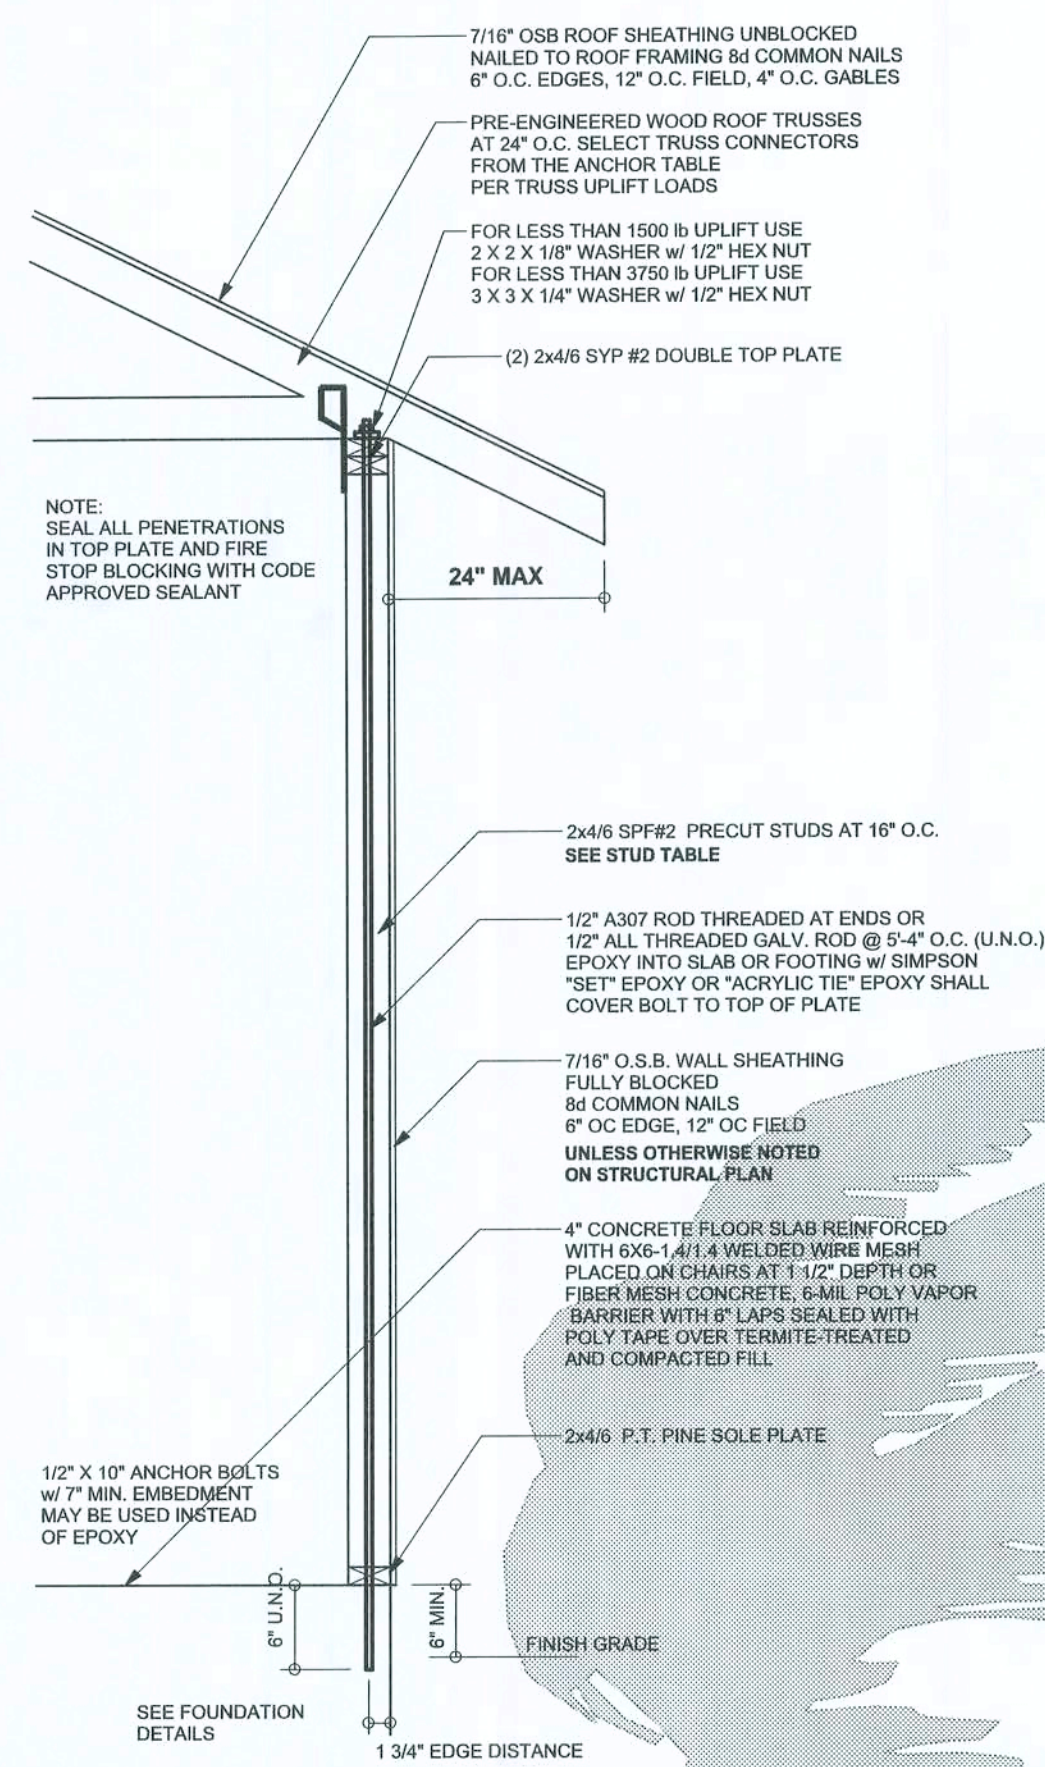 7/16" OSB ROOF SHEATHING UNBLOCKED
NAILED TO ROOF FRAMING 8d COMMON NAILS
6" O.C. EDGES, 12" O.C. FIELD, 4" O.C. GABLES
PRE-ENGINEERED WOOD ROOF TRUSSES
AT 24" O.C. SELECT TRUSS CONNECTORS
FROM THE ANCHOR TABLE
PER TRUSS UPLIFT LOADS
FOR LESS THAN 1500 lb UPLIFT USE
2 X 2 X 1/8" WASHER w/ 1/2" HEX NUT
FOR LESS THAN 3750 lb UPLIFT USE
3 X 3 X 1/4" WASHER w/ 1/2" HEX NUT
(2) 2x4/6 SYP #2 DOUBLE TOP PLATE
NOTE:
SEAL ALL PENETRATIONS
IN TOP PLATE AND FIRE
STOP BLOCKING WITH CODE
APPROVED SEALANT
24" MAX
2x4/6 SPF#2 PRECUT STUDS AT 16" O.C.
SEE STUD TABLE
1/2" A307 ROD THREADED AT ENDS OR
1/2" ALL THREADED GALV. ROD @ 5'-4" O.C. (U.N.O.)
EPOXY INTO SLAB OR FOOTING w/ SIMPSON
"SET" EPOXY OR "ACRYLIC TIE" EPOXY SHALL
COVER BOLT TO TOP OF PLATE
7/16" O.S.B. WALL SHEATHING
FULLY BLOCKED
8d COMMON NAILS
6" OC EDGE, 12" OC FIELD
UNLESS OTHERWISE NOTED
ON STRUCTURAL PLAN
4" CONCRETE FLOOR SLAB REINFORCED
WITH 6X6-1.4/1.4 WELDED WIRE MESH
PLACED ON CHAIRS AT 1 1/2" DEPTH OR
FIBER MESH CONCRETE, 6-MIL POLY VAPOR
BARRIER WITH 6" LAPS SEALED WITH
POLY TAPE OVER TERMITE-TREATED
AND COMPACTED FILL
2x4/6 P.T. PINE SOLE PLATE
1/2" X 10" ANCHOR BOLTS
w/ 7" MIN. EMBEDMENT
MAY BE USED INSTEAD
OF EPOXY
6" U.N.O.
6" MIN.
FINISH GRADE
SEE FOUNDATION
DETAILS
1 3/4" EDGE DISTANCE